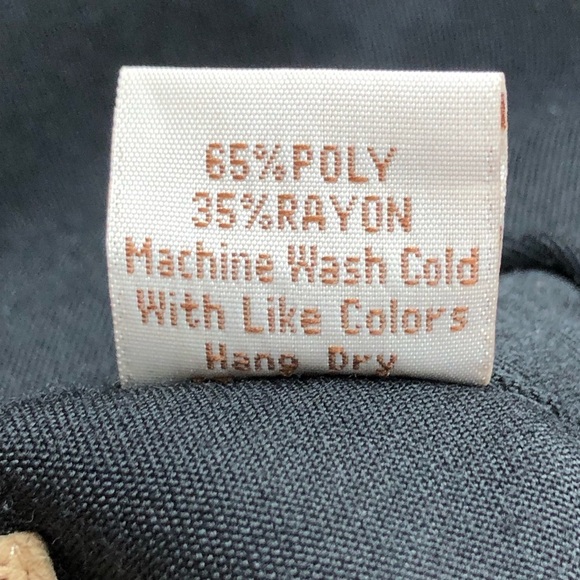 65%POLY
35%RAYON
Machine Wash Cold
With Like Colors
Hang Dry